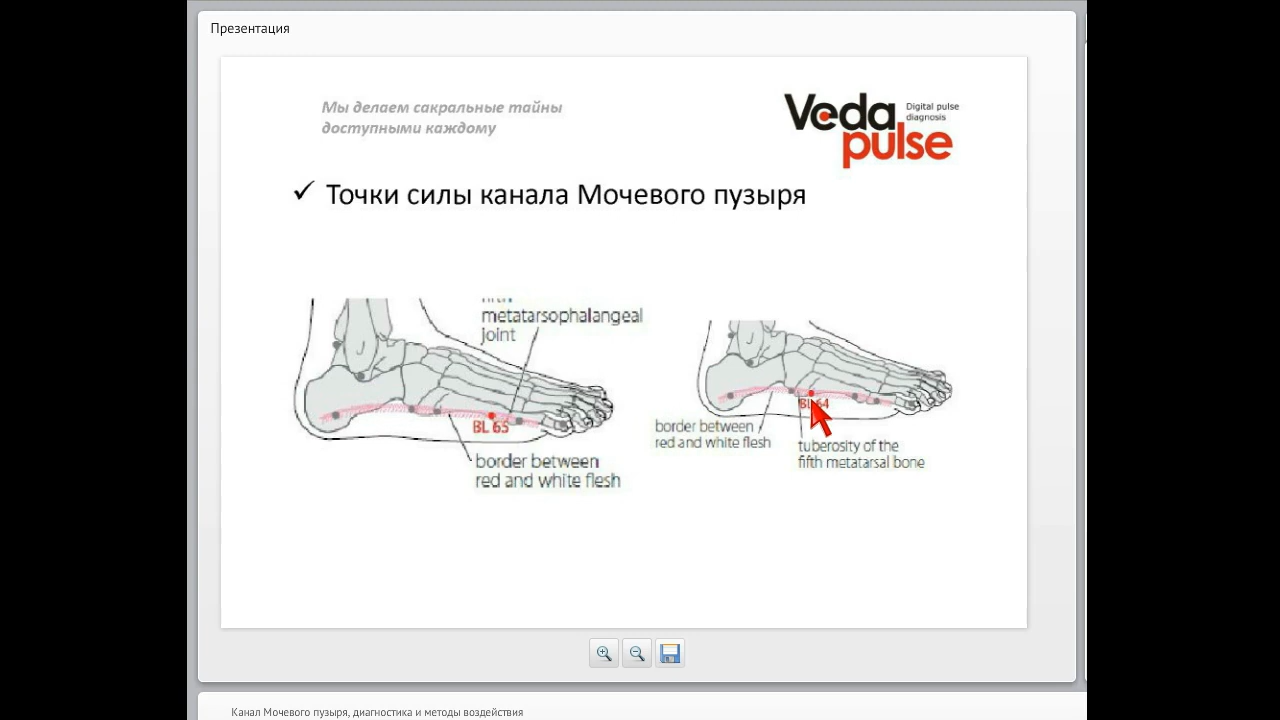 Презентация
Мы делаем сакральные тайны
доступными каждому
Veda
pulse
Digital pulse
diagnosis
✓ Точки силы канала Мочевого пузыря
metatarsophalangeal
joint
BL 65
border between
red and white flesh
BL 64
border between
red and white flesh
tuberosity of the
fifth metatarsal bone
Канал Мочевого пузыря, диагностика и методы воздействия